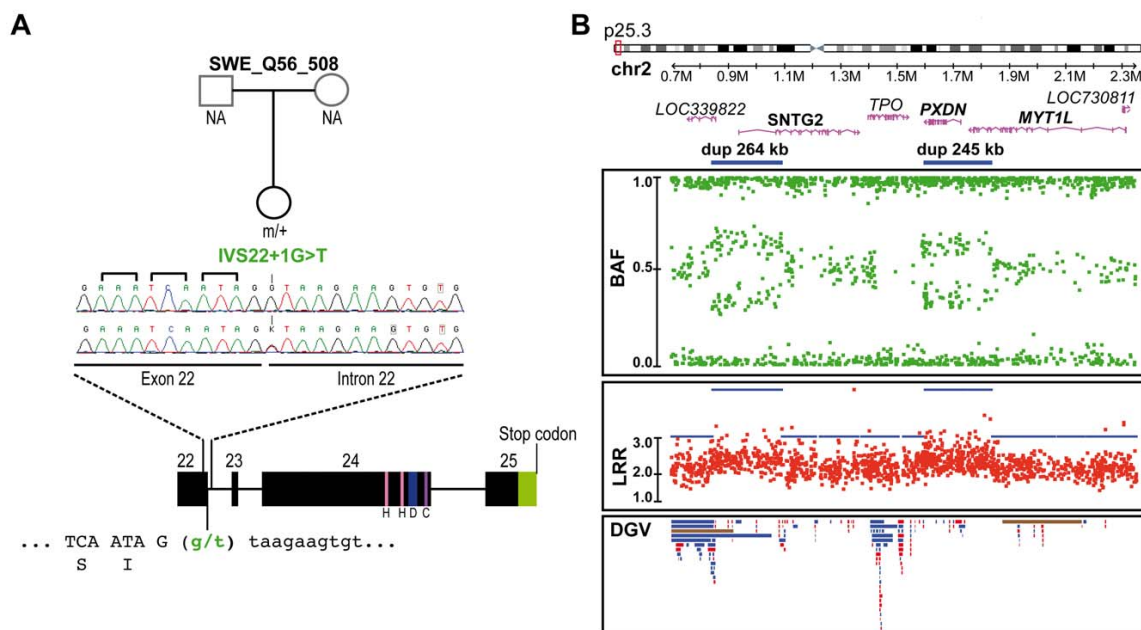 A
SWE_Q56_508
NA NA
m/+
IVS22+1G>T
G A A A T C A A T A G G T A A G A A G T G T G
G A A A T C A A T A G K T A A G A A G T G T G
Exon 22 Intron 22
Stop codon
22 23 24 25
H H D C
... TCA ATA G (g/t) taagaagtgt...
S I
B
p25.3
chr2
0.7M 0.9M 1.1M 1.3M 1.5M 1.7M 1.9M 2.1M 2.3M
LOC339822 SNTG2 TPO PXDN MYT1L LOC730811
dup 264 kb dup 245 kb
BAF
1.0
0.5
0.0
LRR
3.0
2.0
1.0
DGV